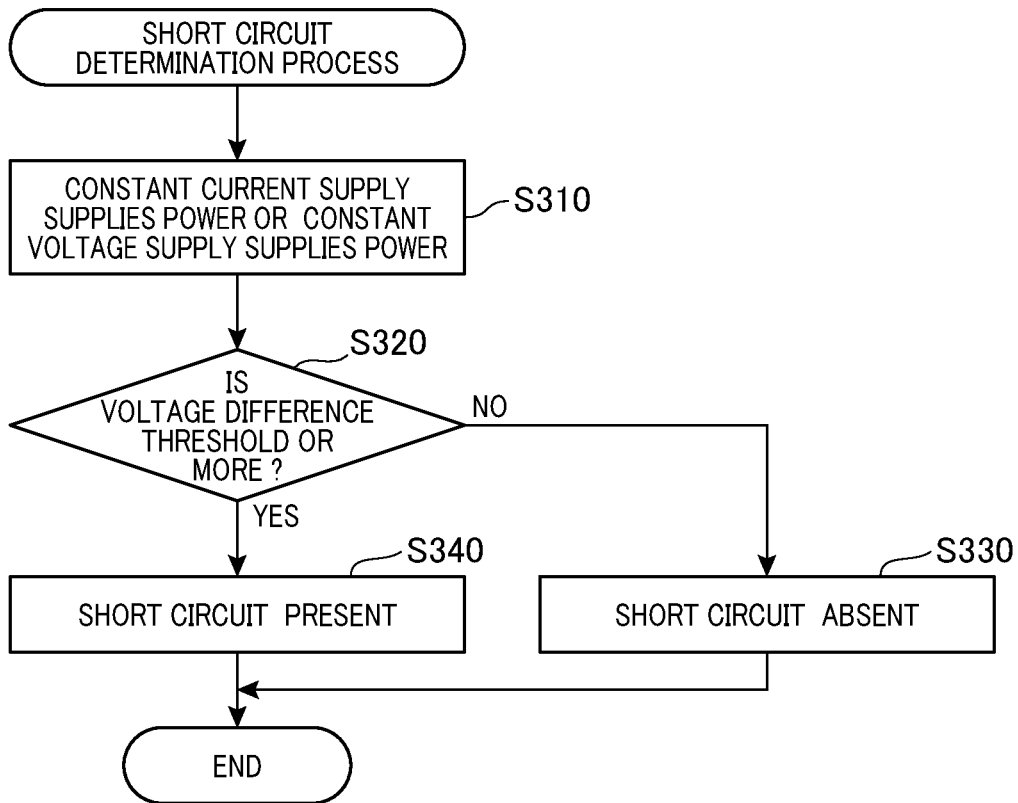 SHORT CIRCUIT
DETERMINATION PROCESS
CONSTANT CURRENT SUPPLY
SUPPLIES POWER OR CONSTANT
VOLTAGE SUPPLY SUPPLIES POWER
S310
S320
IS
VOLTAGE DIFFERENCE
THRESHOLD OR
MORE ?
NO
YES
S340
SHORT CIRCUIT PRESENT
S330
SHORT CIRCUIT ABSENT
END